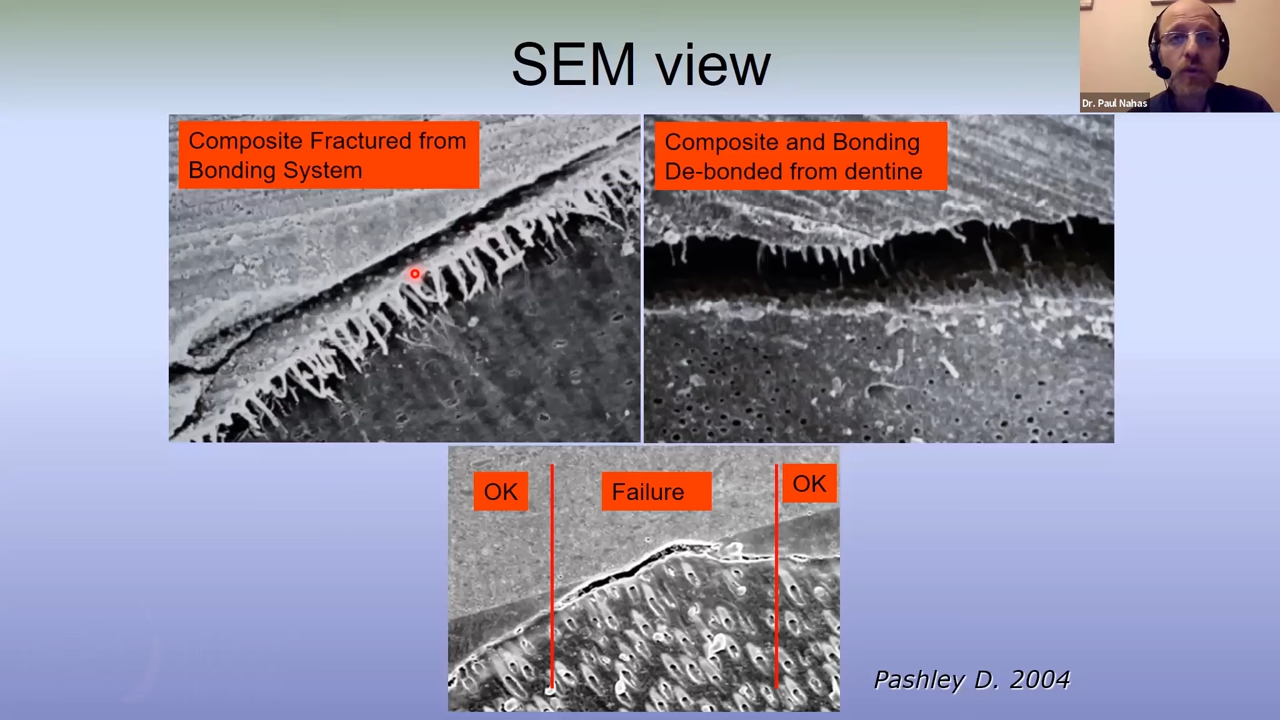 SEM view
Dr. Paul Nahas
Composite Fractured from
Bonding System
Composite and Bonding
De-bonded from dentine
OK
Failure
OK
Pashley D. 2004